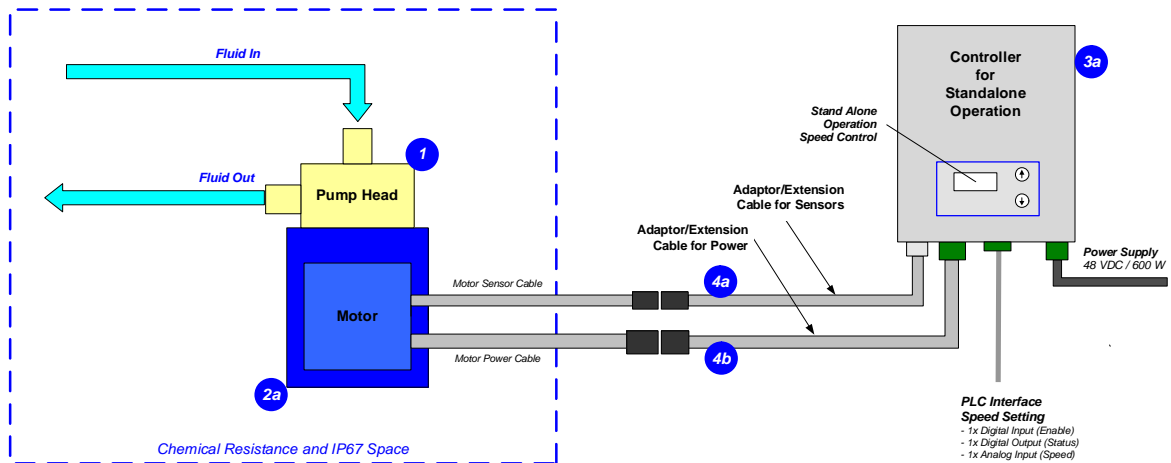 Fluid In
Fluid Out
1
Pump Head
Motor
2a
Motor Sensor Cable
Motor Power Cable
Chemical Resistance and IP67 Space
4a
4b
Adaptor/Extension
Cable for Sensors
Adaptor/Extension
Cable for Power
Stand Alone
Operation
Speed Control
Controller
for
Standalone
Operation
3a
Power Supply
48 VDC / 600 W
PLC Interface
Speed Setting
- 1x Digital Input (Enable)
- 1x Digital Output (Status)
- 1x Analog Input (Speed)